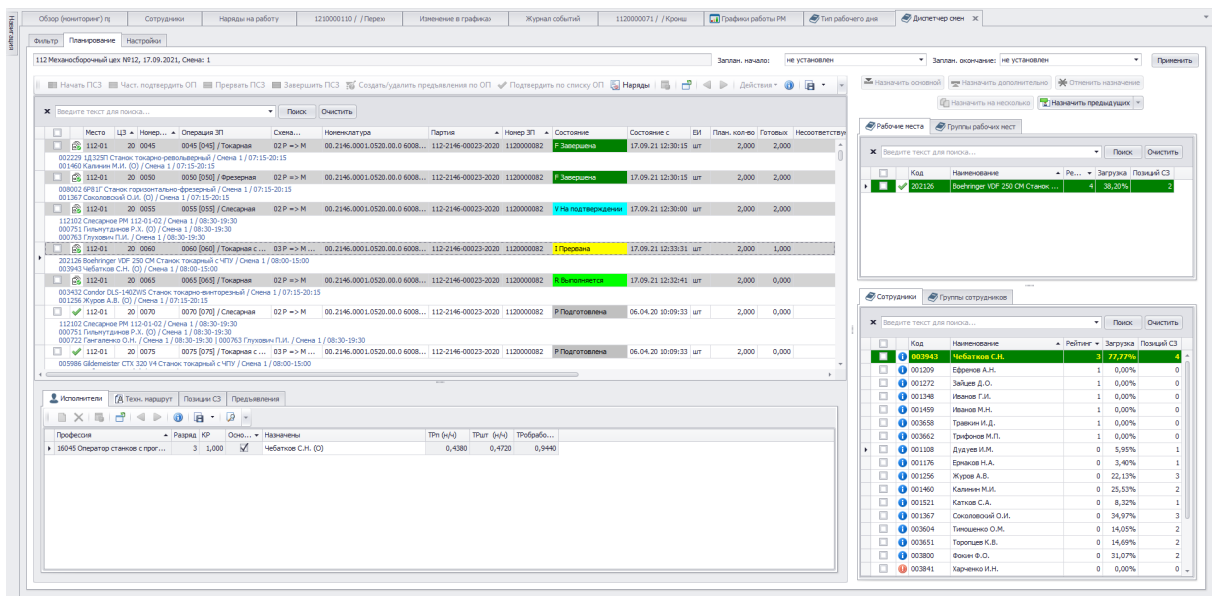 Обзор (мониторинг) пр Сотрудники Наряды на работу 1210000110 / / Перехо Изменение в графиках Журнал событий 1120000071 / / Кронш Графики работы РМ Тип рабочего дня Диспетчер смен
Навигация
Фильтр Планирование Настройки
112 Механосборочный цех №12, 17.09.2021, Смена: 1 Заплан. начало: не установлен Заплан. окончание: не установлен Применить
Начать ПСЗ Част. подтвердить ОП Прервать ПСЗ Завершить ПСЗ Создать/удалить предъявления по ОП Подтвердить по списку ОП Наряды Действия
Введите текст для поиска... Поиск Очистить
Место ЦЗ Номер... Операция ЗП Схема... Номенклатура Партия Номер ЗП Состояние Состояние с ЕИ План. кол-во Готовых Несоответству
112-01 20 0045 0045 [045] / Токарная 02 Р => М 00.2146.0001.0520.00.0 6008... 112-2146-00023-2020 1120000082 F Завершена 17.09.21 12:30:15 шт 2,000 2,000
002229 1Д325П Станок токарно-револьверный / Смена 1 / 07:15-20:15
001460 Калинин М.И. (О) / Смена 1 / 07:15-20:15
112-01 20 0050 0050 [050] / Фрезерная 02 Р => М 00.2146.0001.0520.00.0 6008... 112-2146-00023-2020 1120000082 F Завершена 17.09.21 12:30:15 шт 2,000 2,000
008002 6Р81Г Станок горизонтально-фрезерный / Смена 1 / 07:15-20:15
001367 Соколовский О.И. (О) / Смена 1 / 07:15-20:15
112-01 20 0055 0055 [055] / Слесарная 02 Р => М 00.2146.0001.0520.00.0 6008... 112-2146-00023-2020 1120000082 V На подтверждении 17.09.21 12:30:00 шт 2,000 2,000
112102 Слесарное РМ 112-01-02 / Смена 1 / 08:30-19:30
000751 Гильмутдинов Р.Х. (О) / Смена 1 / 08:30-19:30
000763 Глухович П.И. / Смена 1 / 08:30-19:30
112-01 20 0060 0060 [060] / Токарная с ... 03 Р => М ... 00.2146.0001.0520.00.0 6008... 112-2146-00023-2020 1120000082 I Прервана 17.09.21 12:33:31 шт 2,000 1,000
202126 Boehringer VDF 250 CM Станок токарный с ЧПУ / Смена 1 / 08:00-15:00
003943 Чебатков С.Н. (О) / Смена 1 / 08:00-15:00
112-01 20 0065 0065 [065] / Токарная 02 Р => М 00.2146.0001.0520.00.0 6008... 112-2146-00023-2020 1120000082 R Выполняется 17.09.21 12:32:41 шт 2,000 0,000
003432 Condor DLS-140ZWS Станок токарно-винторезный / Смена 1 / 07:15-20:15
001256 Журов А.В. (О) / Смена 1 / 07:15-20:15
112-01 20 0070 0070 [070] / Слесарная 02 Р => М 00.2146.0001.0520.00.0 6008... 112-2146-00023-2020 1120000082 P Подготовлена 06.04.20 10:09:33 шт 2,000 0,000
112102 Слесарное РМ 112-01-02 / Смена 1 / 08:30-19:30
000751 Гильмутдинов Р.Х. (О) / Смена 1 / 08:30-19:30
000722 Гангаленко О.Н. / Смена 1 / 08:30-19:30 | 000763 Глухович П.И. / Смена 1 / 08:30-19:30
112-01 20 0075 0075 [075] / Токарная с ... 03 Р => М ... 00.2146.0001.0520.00.0 6008... 112-2146-00023-2020 1120000082 P Подготовлена 06.04.20 10:09:33 шт 2,000 0,000
005986 Gildemeister CTX 320 V4 Станок токарный с ЧПУ / Смена 1 / 08:00-15:00
Исполнители Техн. маршрут Позиции СЗ Предъявления
Профессия Разряд КР Осно... Назначены ТРп (н/ч) ТРшт (н/ч) ТРобрабо...
16045 Оператор станков с прог... 3 1,000 Чебатков С.Н. (О) 0,4380 0,4720 0,9440
Назначить основной Назначить дополнительно Отменить назначение
Назначить на несколько Назначить предыдущих
Рабочие места Группы рабочих мест
Введите текст для поиска... Поиск Очистить
Код Наименование Ре... Загрузка Позиций СЗ
202126 Boehringer VDF 250 CM Станок ... 4 38,20% 2
Сотрудники Группы сотрудников
Введите текст для поиска... Поиск Очистить
Код Наименование Рейтинг Загрузка Позиций СЗ
003943 Чебатков С.Н. 3 77,77% 4
001209 Ефремов А.Н. 1 0,00% 0
001272 Зайцев Д.О. 1 0,00% 0
001348 Иванов Г.И. 1 0,00% 0
001459 Иванов М.Н. 1 0,00% 0
003658 Травкин И.Д. 1 0,00% 0
003662 Трифонов М.П. 1 0,00% 0
001108 Дудуев И.М. 0 5,95% 1
001176 Ермаков Н.А. 0 3,40% 1
001256 Журов А.В. 0 22,13% 3
001460 Калинин М.И. 0 25,53% 2
001521 Катков С.А. 0 8,32% 1
001367 Соколовский О.И. 0 34,97% 3
003604 Тимошенко О.М. 0 14,05% 2
003651 Торопцев К.В. 0 14,69% 2
003800 Фокин Ф.О. 0 31,07% 2
003841 Харченко И.Н. 0 0,00% 0